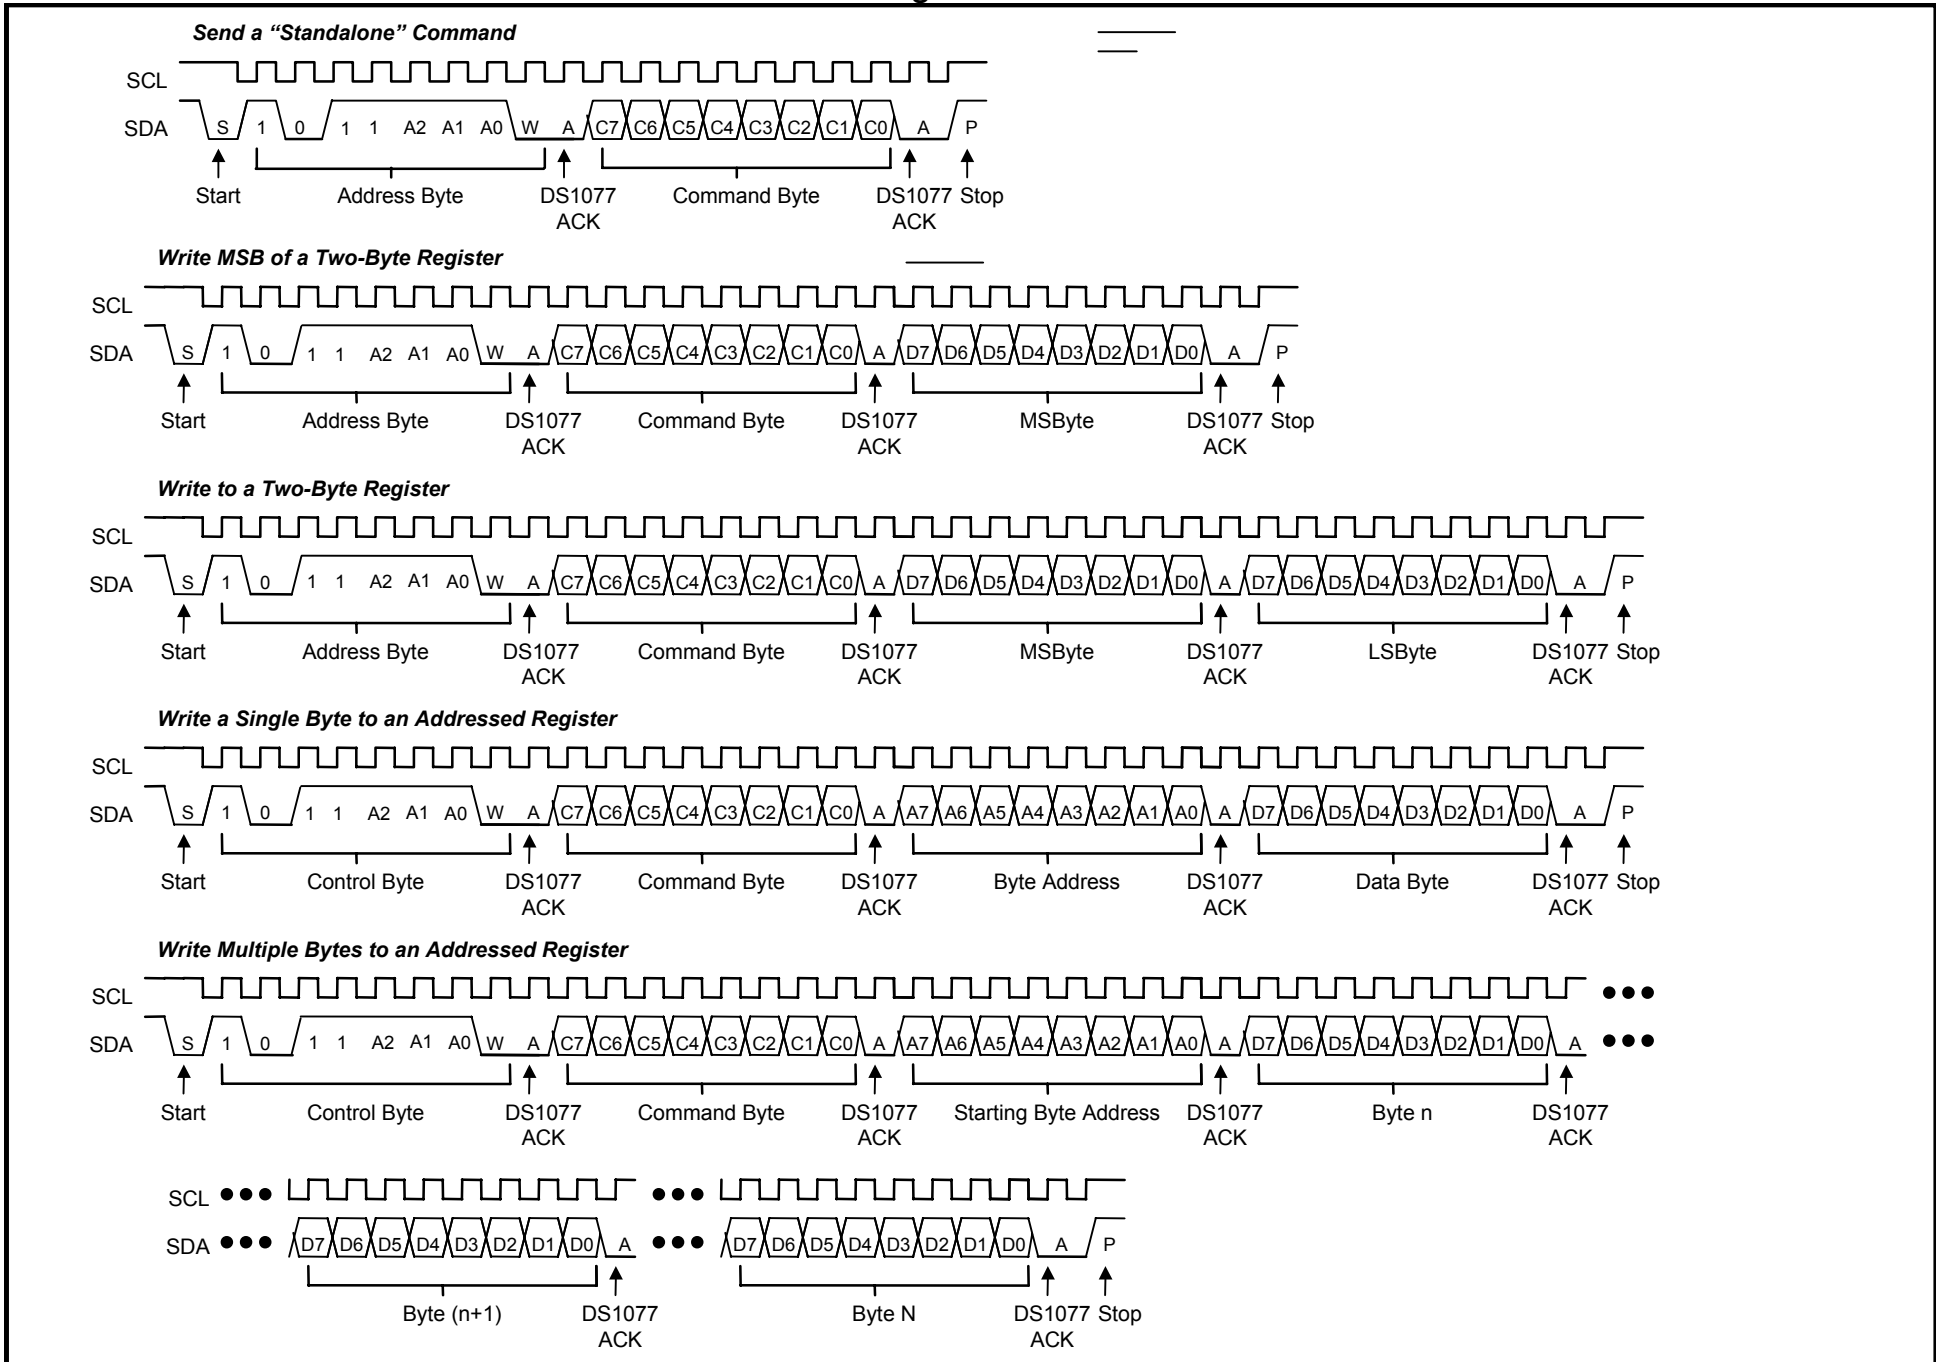 Send a “Standalone” Command
SCL
SDA S 1 0 1 1 A2 A1 A0 W A C7 C6 C5 C4 C3 C2 C1 C0 A P
Start Address Byte DS1077 Command Byte DS1077 Stop
ACK ACK
Write MSB of a Two-Byte Register
SCL
SDA S 1 0 1 1 A2 A1 A0 W A C7 C6 C5 C4 C3 C2 C1 C0 A D7 D6 D5 D4 D3 D2 D1 D0 A P
Start Address Byte DS1077 Command Byte DS1077 MSByte DS1077 Stop
ACK ACK ACK
Write to a Two-Byte Register
SCL
SDA S 1 0 1 1 A2 A1 A0 W A C7 C6 C5 C4 C3 C2 C1 C0 A D7 D6 D5 D4 D3 D2 D1 D0 A D7 D6 D5 D4 D3 D2 D1 D0 A P
Start Address Byte DS1077 Command Byte DS1077 MSByte DS1077 LSByte DS1077 Stop
ACK ACK ACK ACK
Write a Single Byte to an Addressed Register
SCL
SDA S 1 0 1 1 A2 A1 A0 W A C7 C6 C5 C4 C3 C2 C1 C0 A A7 A6 A5 A4 A3 A2 A1 A0 A D7 D6 D5 D4 D3 D2 D1 D0 A P
Start Control Byte DS1077 Command Byte DS1077 Byte Address DS1077 Data Byte DS1077 Stop
ACK ACK ACK ACK
Write Multiple Bytes to an Addressed Register
SCL
SDA S 1 0 1 1 A2 A1 A0 W A C7 C6 C5 C4 C3 C2 C1 C0 A A7 A6 A5 A4 A3 A2 A1 A0 A D7 D6 D5 D4 D3 D2 D1 D0 A
Start Control Byte DS1077 Command Byte DS1077 Starting Byte Address DS1077 Byte n DS1077
ACK ACK ACK ACK
SCL
SDA D7 D6 D5 D4 D3 D2 D1 D0 A D7 D6 D5 D4 D3 D2 D1 D0 A P
Byte (n+1) DS1077 Byte N DS1077 Stop
ACK ACK